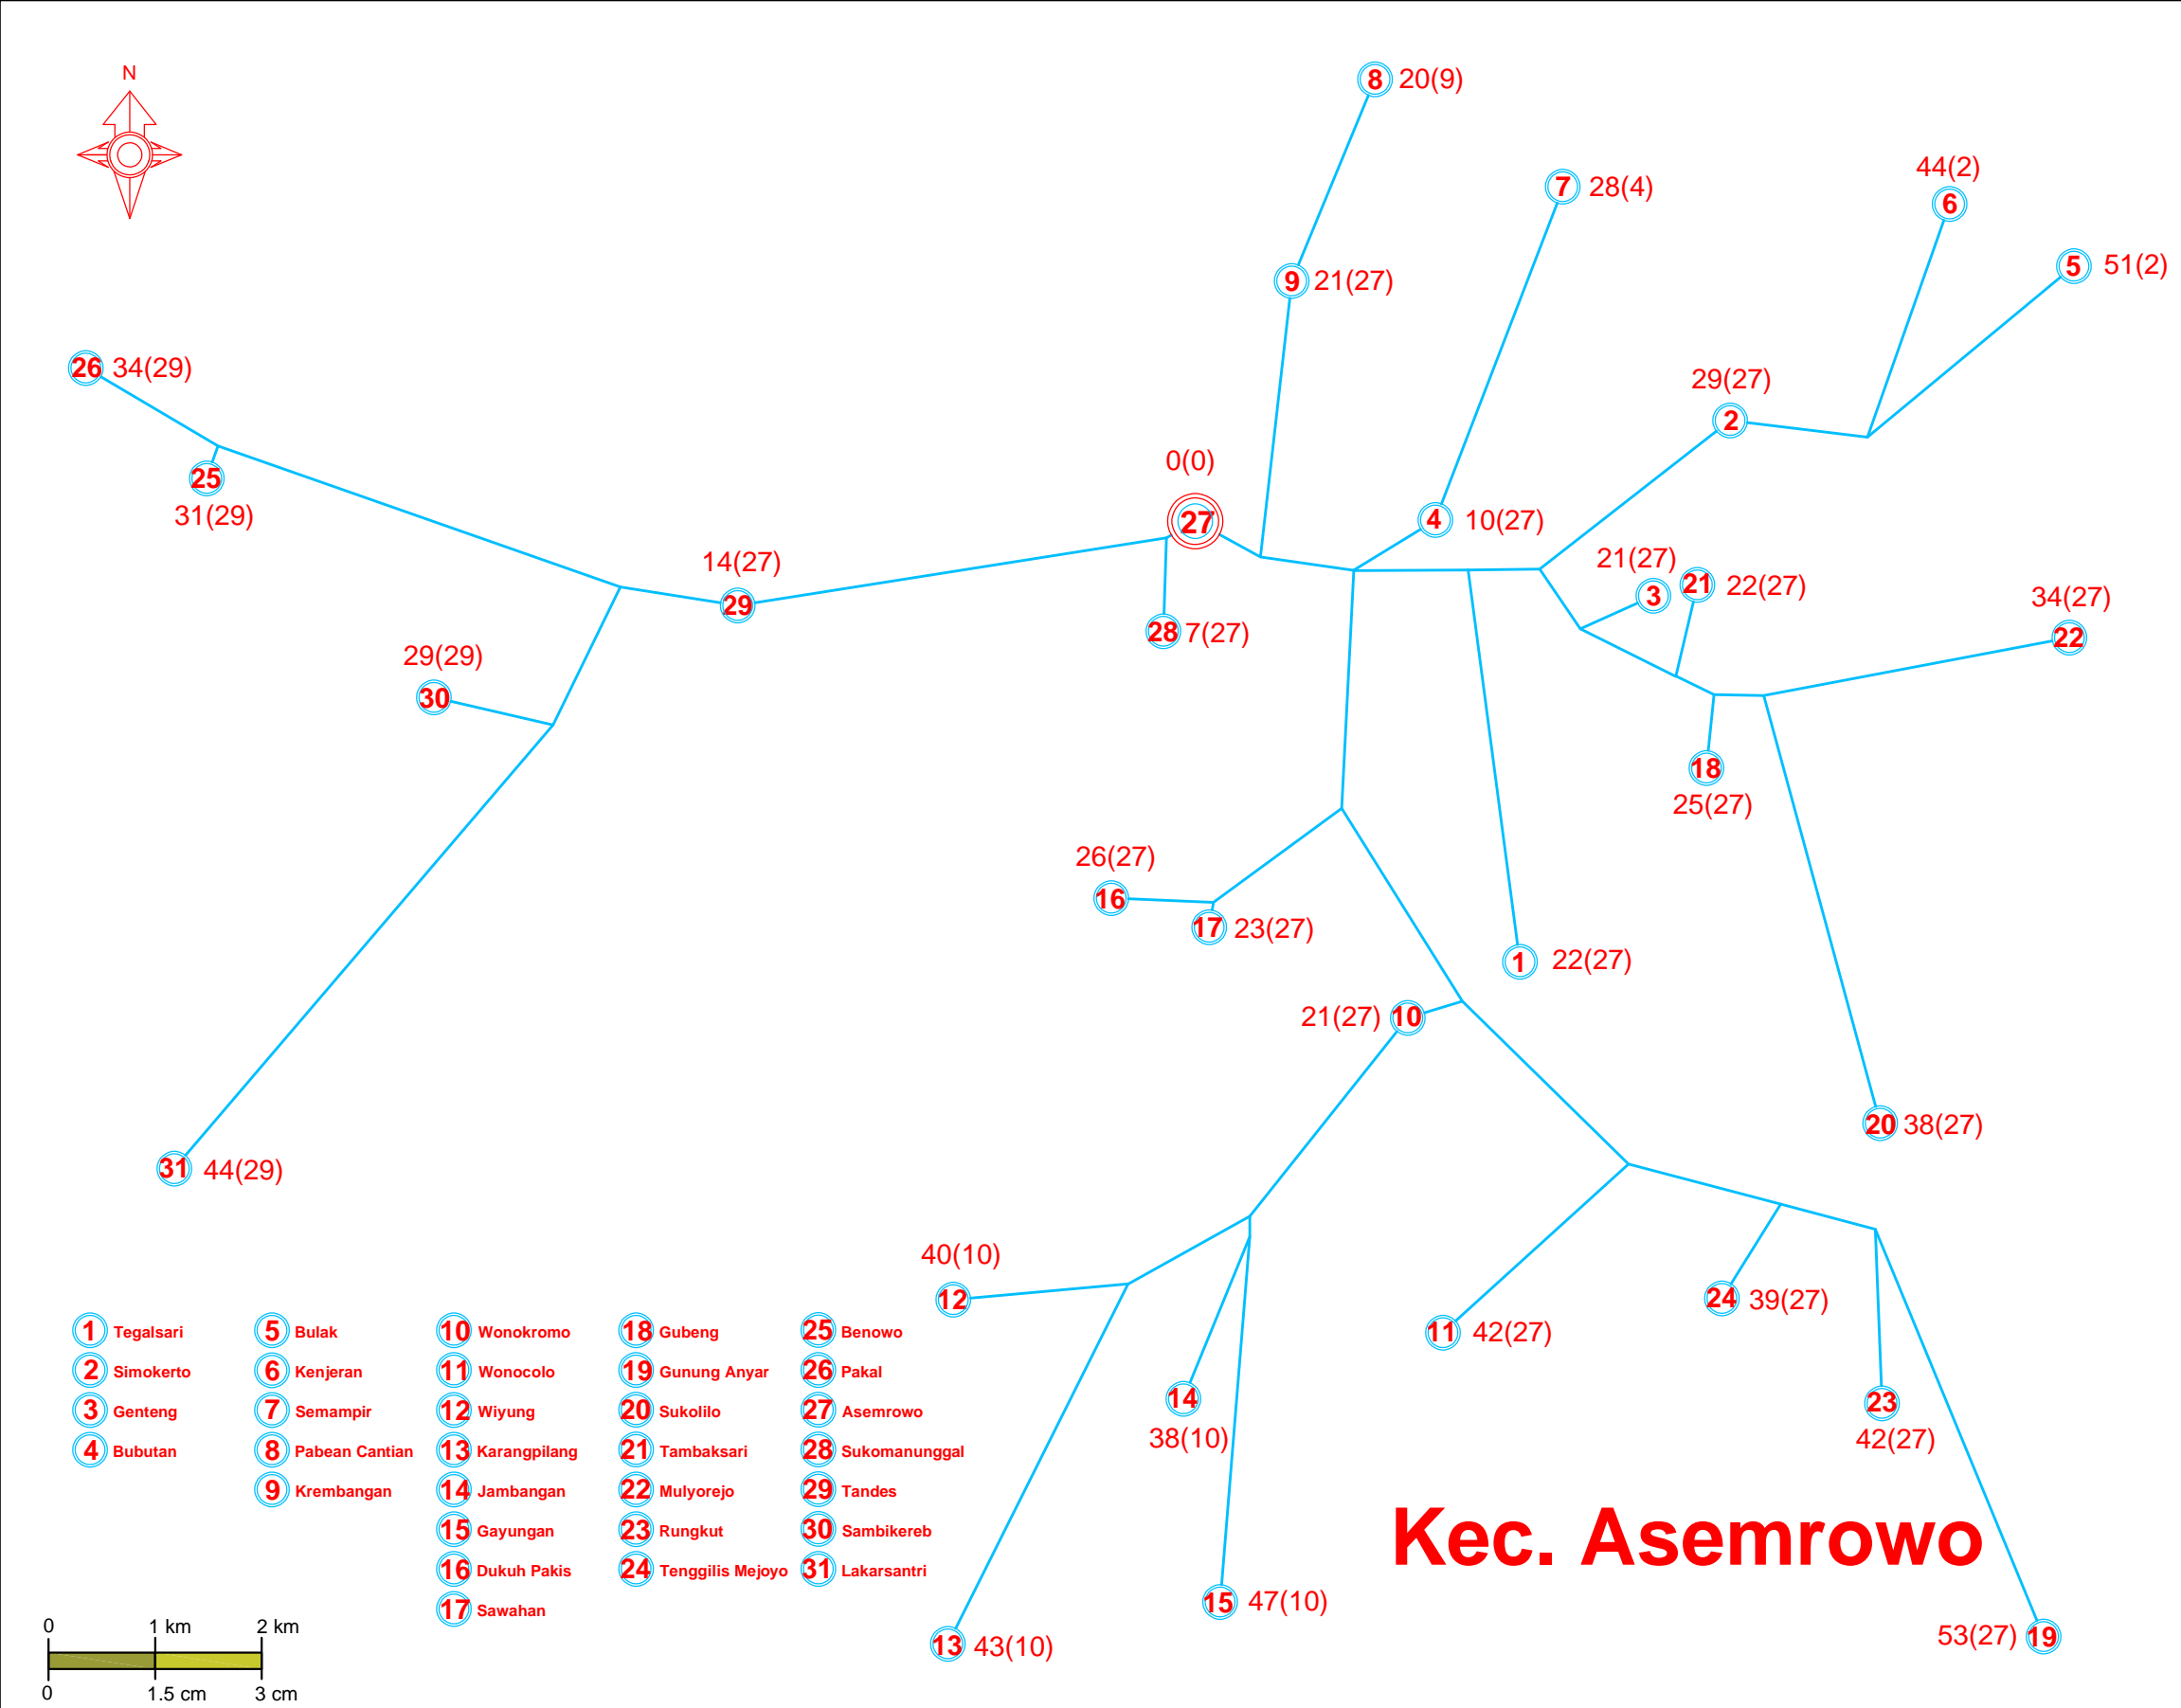 N
8 20(9)
7 28(4)
44(2)
6
5 51(2)
9 21(27)
26 34(29)
29(27)
2
25
31(29)
0(0)
27
4 10(27)
14(27)
29
21(27)
3
21 22(27)
34(27)
22
28 7(27)
29(29)
30
18
25(27)
26(27)
16
17 23(27)
1 22(27)
21(27) 10
20 38(27)
31 44(29)
40(10)
12
24 39(27)
11 42(27)
14
38(10)
23
42(27)
15 47(10)
13 43(10)
53(27) 19
Kec. Asemrowo
1 Tegalsari
2 Simokerto
3 Genteng
4 Bubutan
5 Bulak
6 Kenjeran
7 Semampir
8 Pabean Cantian
9 Krembangan
10 Wonokromo
11 Wonocolo
12 Wiyung
13 Karangpilang
14 Jambangan
15 Gayungan
16 Dukuh Pakis
17 Sawahan
18 Gubeng
19 Gunung Anyar
20 Sukolilo
21 Tambaksari
22 Mulyorejo
23 Rungkut
24 Tenggilis Mejoyo
25 Benowo
26 Pakal
27 Asemrowo
28 Sukomanunggal
29 Tandes
30 Sambikereb
31 Lakarsantri
0 1 km 2 km
0 1.5 cm 3 cm